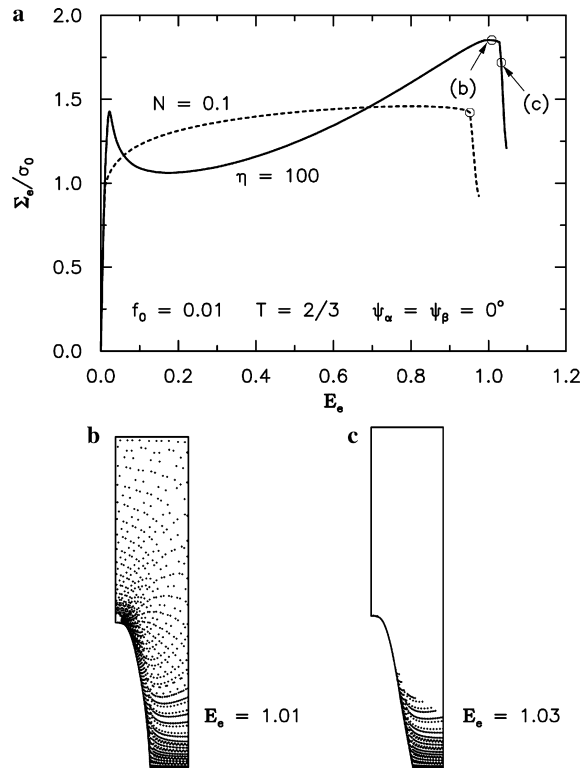 a
2.0
1.5
1.0
0.5
0.0
Σₑ/σ₀
N = 0.1
η = 100
(b)
(c)
f₀ = 0.01 T = 2/3 ψ_α = ψ_β = 0°
0.0 0.2 0.4 0.6 0.8 1.0 1.2
Eₑ
b
c
Eₑ = 1.01
Eₑ = 1.03